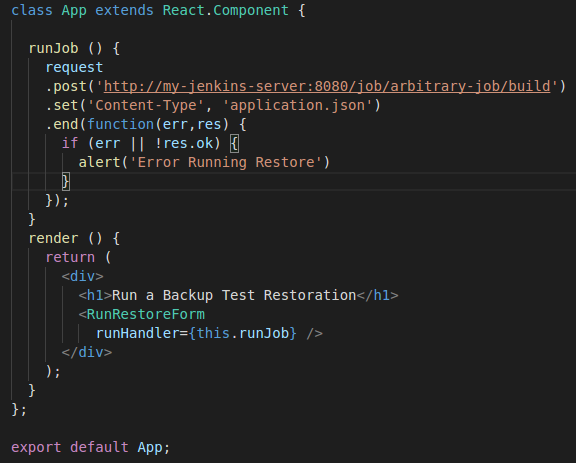 class App extends React.Component {

  runJob () {
    request
    .post('http://my-jenkins-server:8080/job/arbitrary-job/build')
    .set('Content-Type', 'application.json')
    .end(function(err,res) {
      if (err || !res.ok) {
        alert('Error Running Restore')
      }
    });
  }
  render () {
    return (
      <div>
        <h1>Run a Backup Test Restoration</h1>
        <RunRestoreForm
          runHandler={this.runJob} />
      </div>
    );
  }
};

export default App;